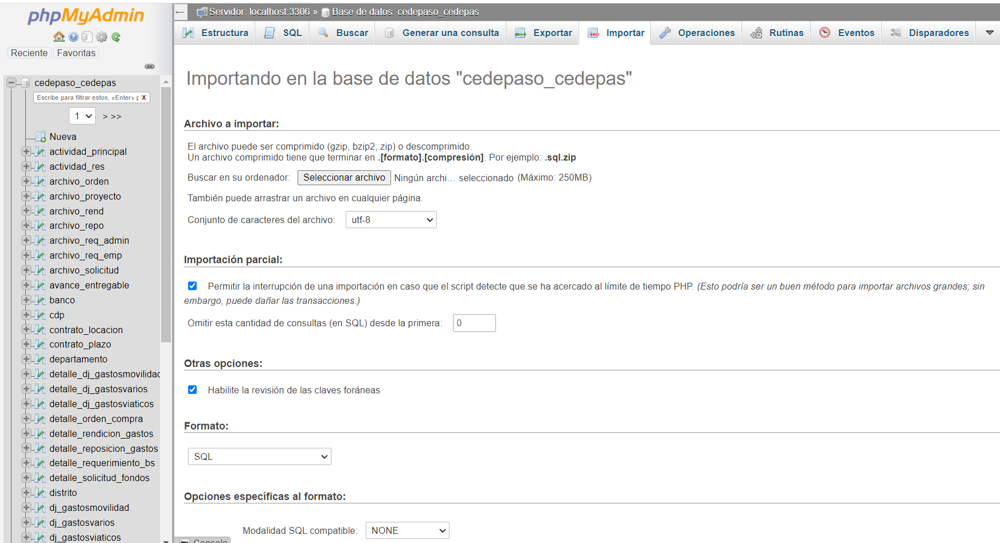 phpMyAdmin
Reciente
Favoritas
cedepaso_cedepas
Escribe para filtrar estos, «Enter» p X
1
> >>
Nueva
actividad_principal
actividad_res
archivo_orden
archivo_proyecto
archivo_rend
archivo_repo
archivo_req_admin
archivo_req_emp
archivo_solicitud
avance_entregable
banco
cdp
contrato_locacion
contrato_plazo
departamento
detalle_dj_gastosmovilidad
detalle_dj_gastosvarios
detalle_dj_gastosviaticos
detalle_orden_compra
detalle_rendicion_gastos
detalle_reposicion_gastos
detalle_requerimiento_bs
detalle_solicitud_fondos
distrito
dj_gastosmovilidad
dj_gastosvarios
dj_gastosviaticos
← Servidor: localhost:3306 » Base de datos: cedepaso_cedepas
Estructura
SQL
Buscar
Generar una consulta
Exportar
Importar
Operaciones
Rutinas
Eventos
Disparadores
Importando en la base de datos "cedepaso_cedepas"
Archivo a importar:
El archivo puede ser comprimido (gzip, bzip2, zip) o descomprimido.
Un archivo comprimido tiene que terminar en .[formato].[compresión]. Por ejemplo: .sql.zip
Buscar en su ordenador: Seleccionar archivo Ningún archi… seleccionado (Máximo: 250MB)
También puede arrastrar un archivo en cualquier página.
Conjunto de caracteres del archivo: utf-8
Importación parcial:
Permitir la interrupción de una importación en caso que el script detecte que se ha acercado al límite de tiempo PHP. (Esto podría ser un buen método para importar archivos grandes; sin
embargo, puede dañar las transacciones.)
Omitir esta cantidad de consultas (en SQL) desde la primera: 0
Otras opciones:
Habilite la revisión de las claves foráneas
Formato:
SQL
Opciones específicas al formato:
Modalidad SQL compatible: NONE
Consola